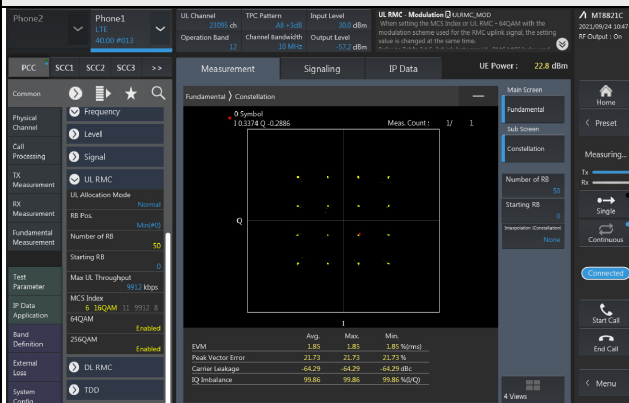 Phone2
Phone1
LTE
40.00 #013
UL Channel
23095 ch
TPC Pattern
All +3dB
Input Level
30.0 dBm
Operation Band
12
Channel Bandwidth
10 MHz
Output Level
-57.2 dBm
UL RMC - Modulation ULRMC_MOD
When setting the MCS Index or UL RMC - 64QAM with the
modulation scheme used for the RMC uplink signal, the setting
value is changed at the same time.
MT8821C
2021/09/24 10:47
RF Output : On
PCC
SCC1
SCC2
SCC3
>>
Measurement
Signaling
IP Data
UE Power : 22.8 dBm
Common
Physical
Channel
Call
Processing
TX
Measurement
RX
Measurement
Fundamental
Measurement
Test
Parameter
IP Data
Application
Band
Definition
External
Loss
System
Config
Frequency
Level
Signal
UL RMC
UL Allocation Mode
Normal
RB Pos.
Min(#0)
Number of RB
50
Starting RB
0
Max UL Throughput
9912 kbps
MCS Index
6 16QAM 11 9912 8
64QAM
Enabled
256QAM
Enabled
DL RMC
TDD
Fundamental
Constellation
0 Symbol
I 0.3374 Q -0.2886
Meas. Count : 1/ 1
Q
I
Avg. Max. Min.
EVM 1.85 1.85 1.85 %(rms)
Peak Vector Error 21.73 21.73 21.73 %
Carrier Leakage -64.29 -64.29 -64.29 dBc
IQ Imbalance 99.86 99.86 99.86 %(I/Q)
Main Screen
Fundamental
Sub Screen
Constellation
Number of RB
50
Starting RB
0
Interpolation (Constellation)
None
4 Views
Home
Preset
Measuring...
Tx
Rx
Single
Continuous
Connected
Start Call
End Call
Menu